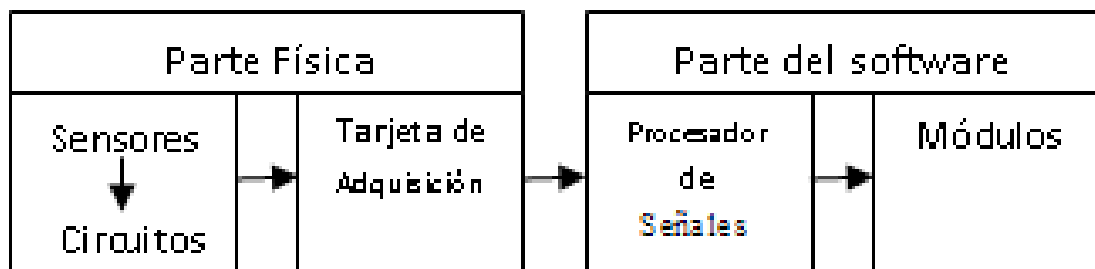 Parte Física
Parte del software
Sensores
Circuitos
Tarjeta de
Adquisición
Procesador
de
Señales
Módulos